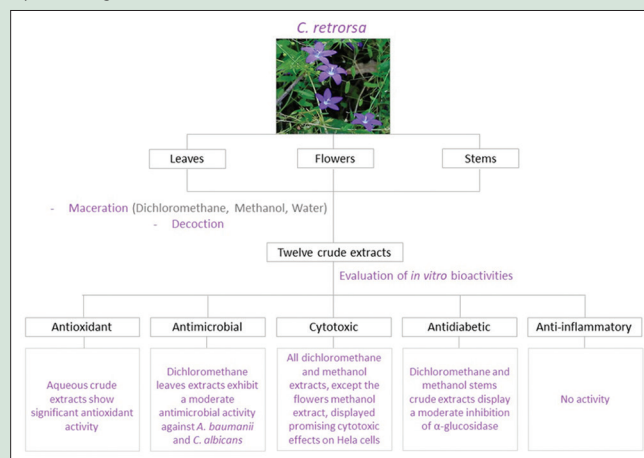 C. retrorsa
Leaves
Flowers
Stems
- Maceration (Dichloromethane, Methanol, Water)
- Decoction
Twelve crude extracts
Evaluation of in vitro bioactivities
Antioxidant
Antimicrobial
Cytotoxic
Antidiabetic
Anti-inflammatory
Aqueous crude
extracts show
significant antioxidant
activity
Dichloromethane
leaves extracts exhibit
a moderate
antimicrobial activity
against A. baumanii
and C. albicans
All dichloromethane
and methanol
extracts, except the
flowers methanol
extract, displayed
promising cytotoxic
effects on Hela cells
Dichloromethane and
methanol stems
crude extracts display
a moderate inhibition
of α-glucosidase
No activity